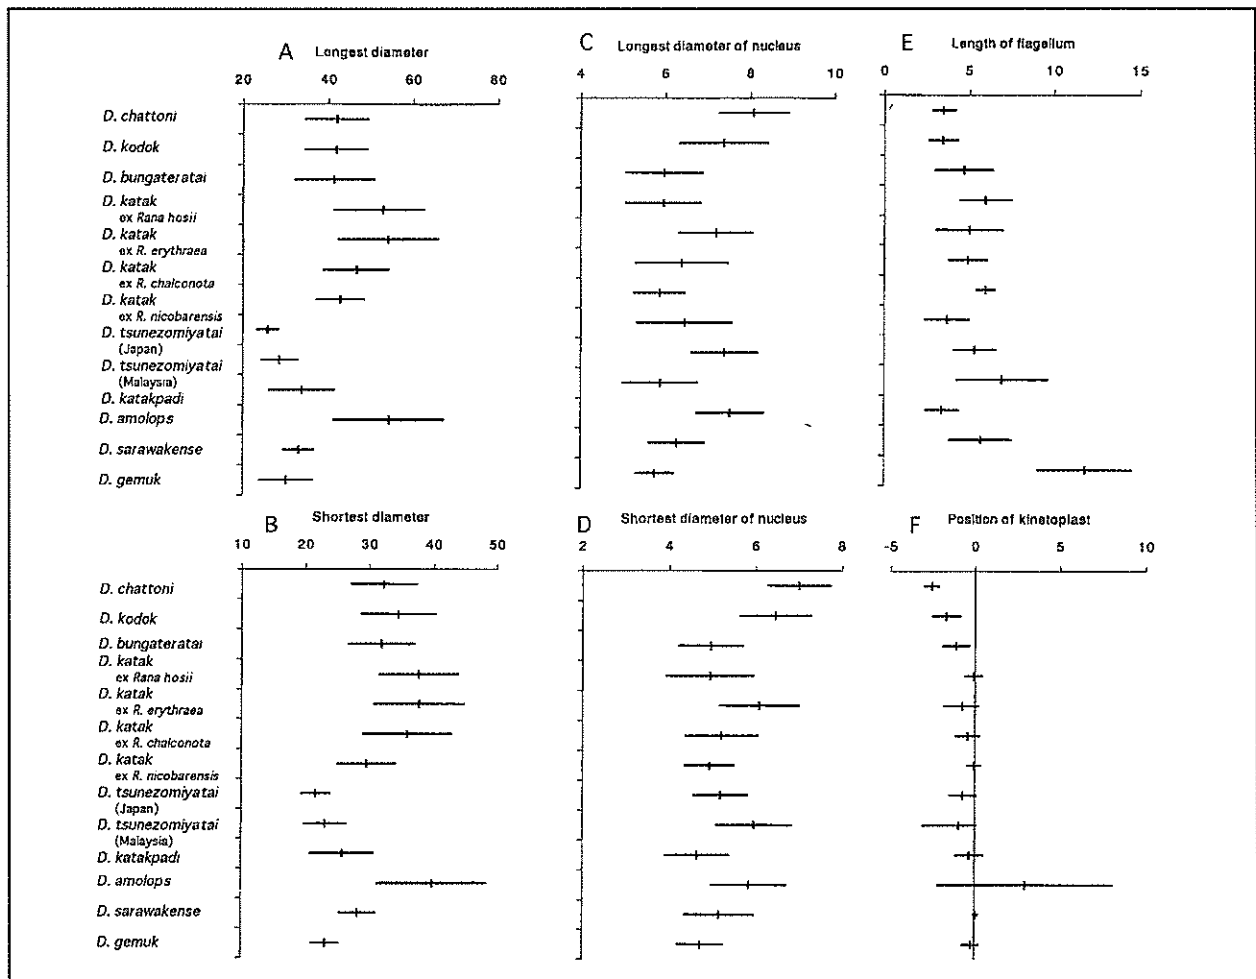 A Longest diameter
20 40 60 80
C Longest diameter of nucleus
4 6 8 10
E Length of flagellum
0 5 10 15
D. chattoni
D. kodok
D. bungateratai
D. katak
ex Rana hosii
D. katak
ex R. erythraea
D. katak
ex R. chalconota
D. katak
ex R. nicobarensis
D. tsunezomiyatai
(Japan)
D. tsunezomiyatai
(Malaysia)
D. katakpadi
D. amolops
D. sarawakense
D. gemuk
B Shortest diameter
10 20 30 40 50
D Shortest diameter of nucleus
2 4 6 8
F Position of kinetoplast
-5 0 5 10
D. chattoni
D. kodok
D. bungateratai
D. katak
ex Rana hosii
D. katak
ex R. erythraea
D. katak
ex R. chalconota
D. katak
ex R. nicobarensis
D. tsunezomiyatai
(Japan)
D. tsunezomiyatai
(Malaysia)
D. katakpadi
D. amolops
D. sarawakense
D. gemuk